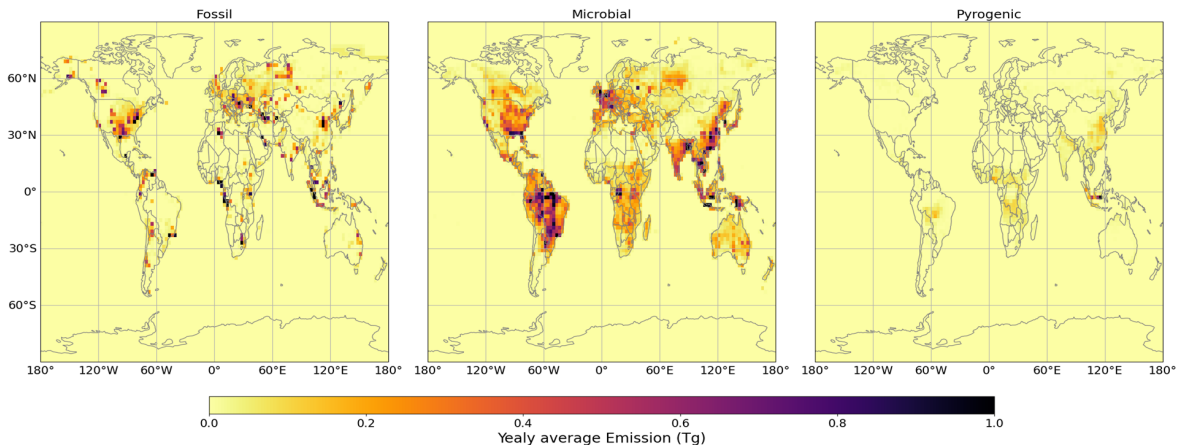 Fossil Microbial Pyrogenic
60°N
30°N
0°
30°S
60°S
180° 120°W 60°W 0° 60°E 120°E 180° 180° 120°W 60°W 0° 60°E 120°E 180° 180° 120°W 60°W 0° 60°E 120°E 180°
0.0 0.2 0.4 0.6 0.8 1.0
Yealy average Emission (Tg)